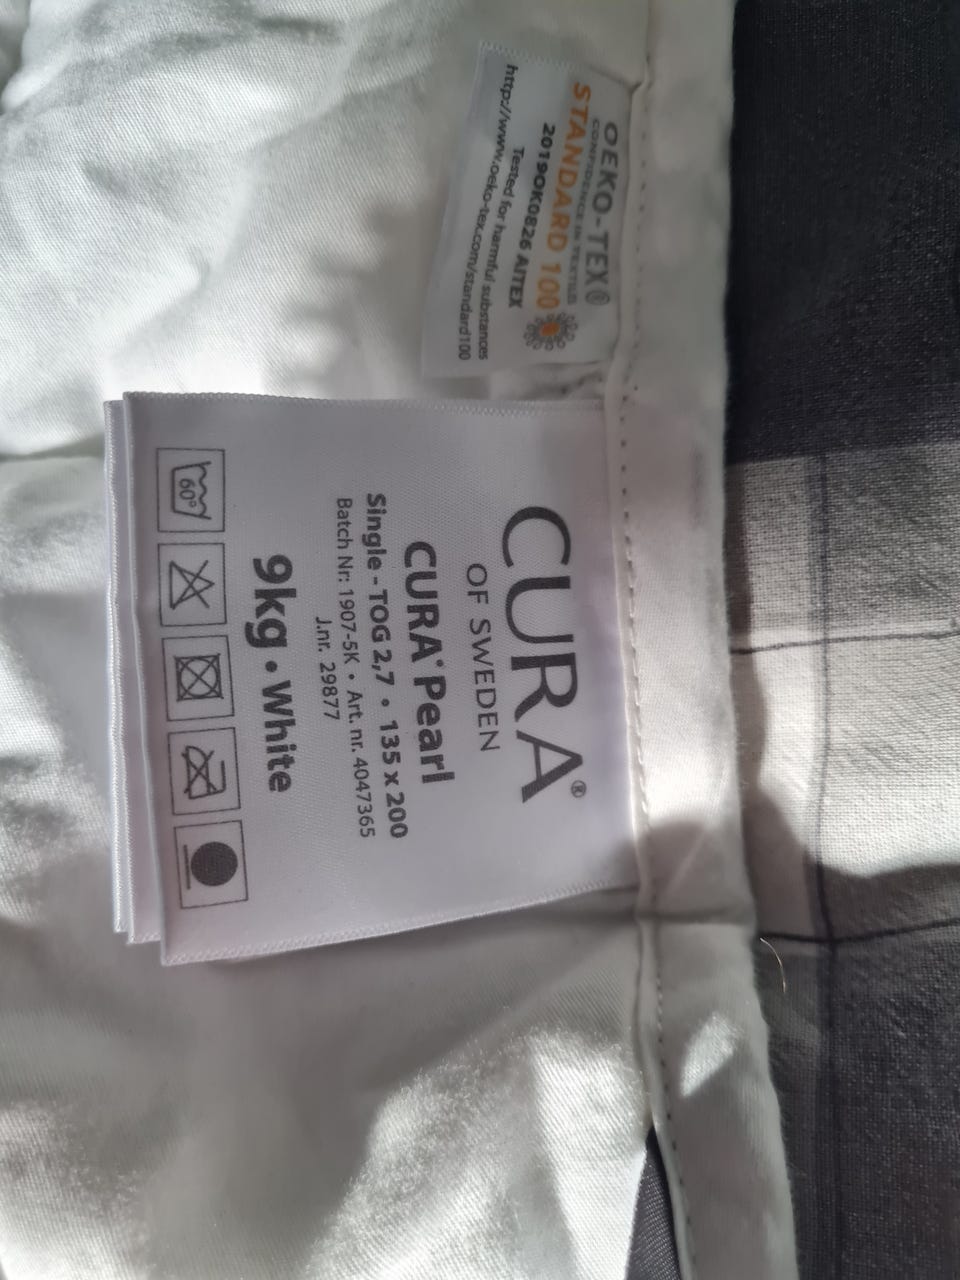 OEKO-TEX®
CONFIDENCE IN TEXTILES
STANDARD 100
2019OK0826 AITEX
Tested for harmful substances
http://www.oeko-tex.com/standard100
CURA®
OF SWEDEN
CURA® Pearl
Single - TOG 2,7 • 135 x 200
Batch Nr: 1907-5K • Art. nr. 4047365
J.nr. 29877
9kg • White
60°